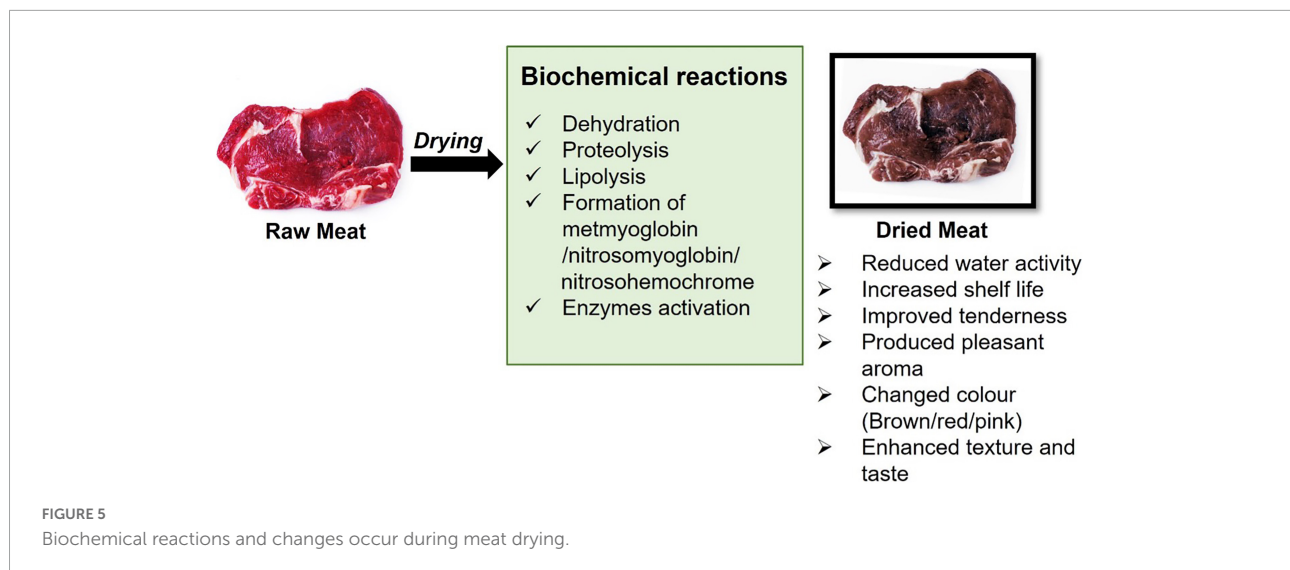 Drying
Raw Meat
Biochemical reactions
✓ Dehydration
✓ Proteolysis
✓ Lipolysis
✓ Formation of
metmyoglobin
/nitrosomyoglobin/
nitrosohemochrome
✓ Enzymes activation
Dried Meat
➢ Reduced water activity
➢ Increased shelf life
➢ Improved tenderness
➢ Produced pleasant
aroma
➢ Changed colour
(Brown/red/pink)
➢ Enhanced texture and
taste
FIGURE 5
Biochemical reactions and changes occur during meat drying.